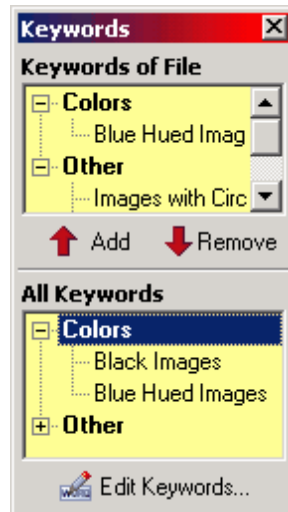 Keywords
Keywords of File
Colors
Blue Hued Imag
Other
Images with Circ
Add Remove
All Keywords
Colors
Black Images
Blue Hued Images
Other
Edit Keywords...